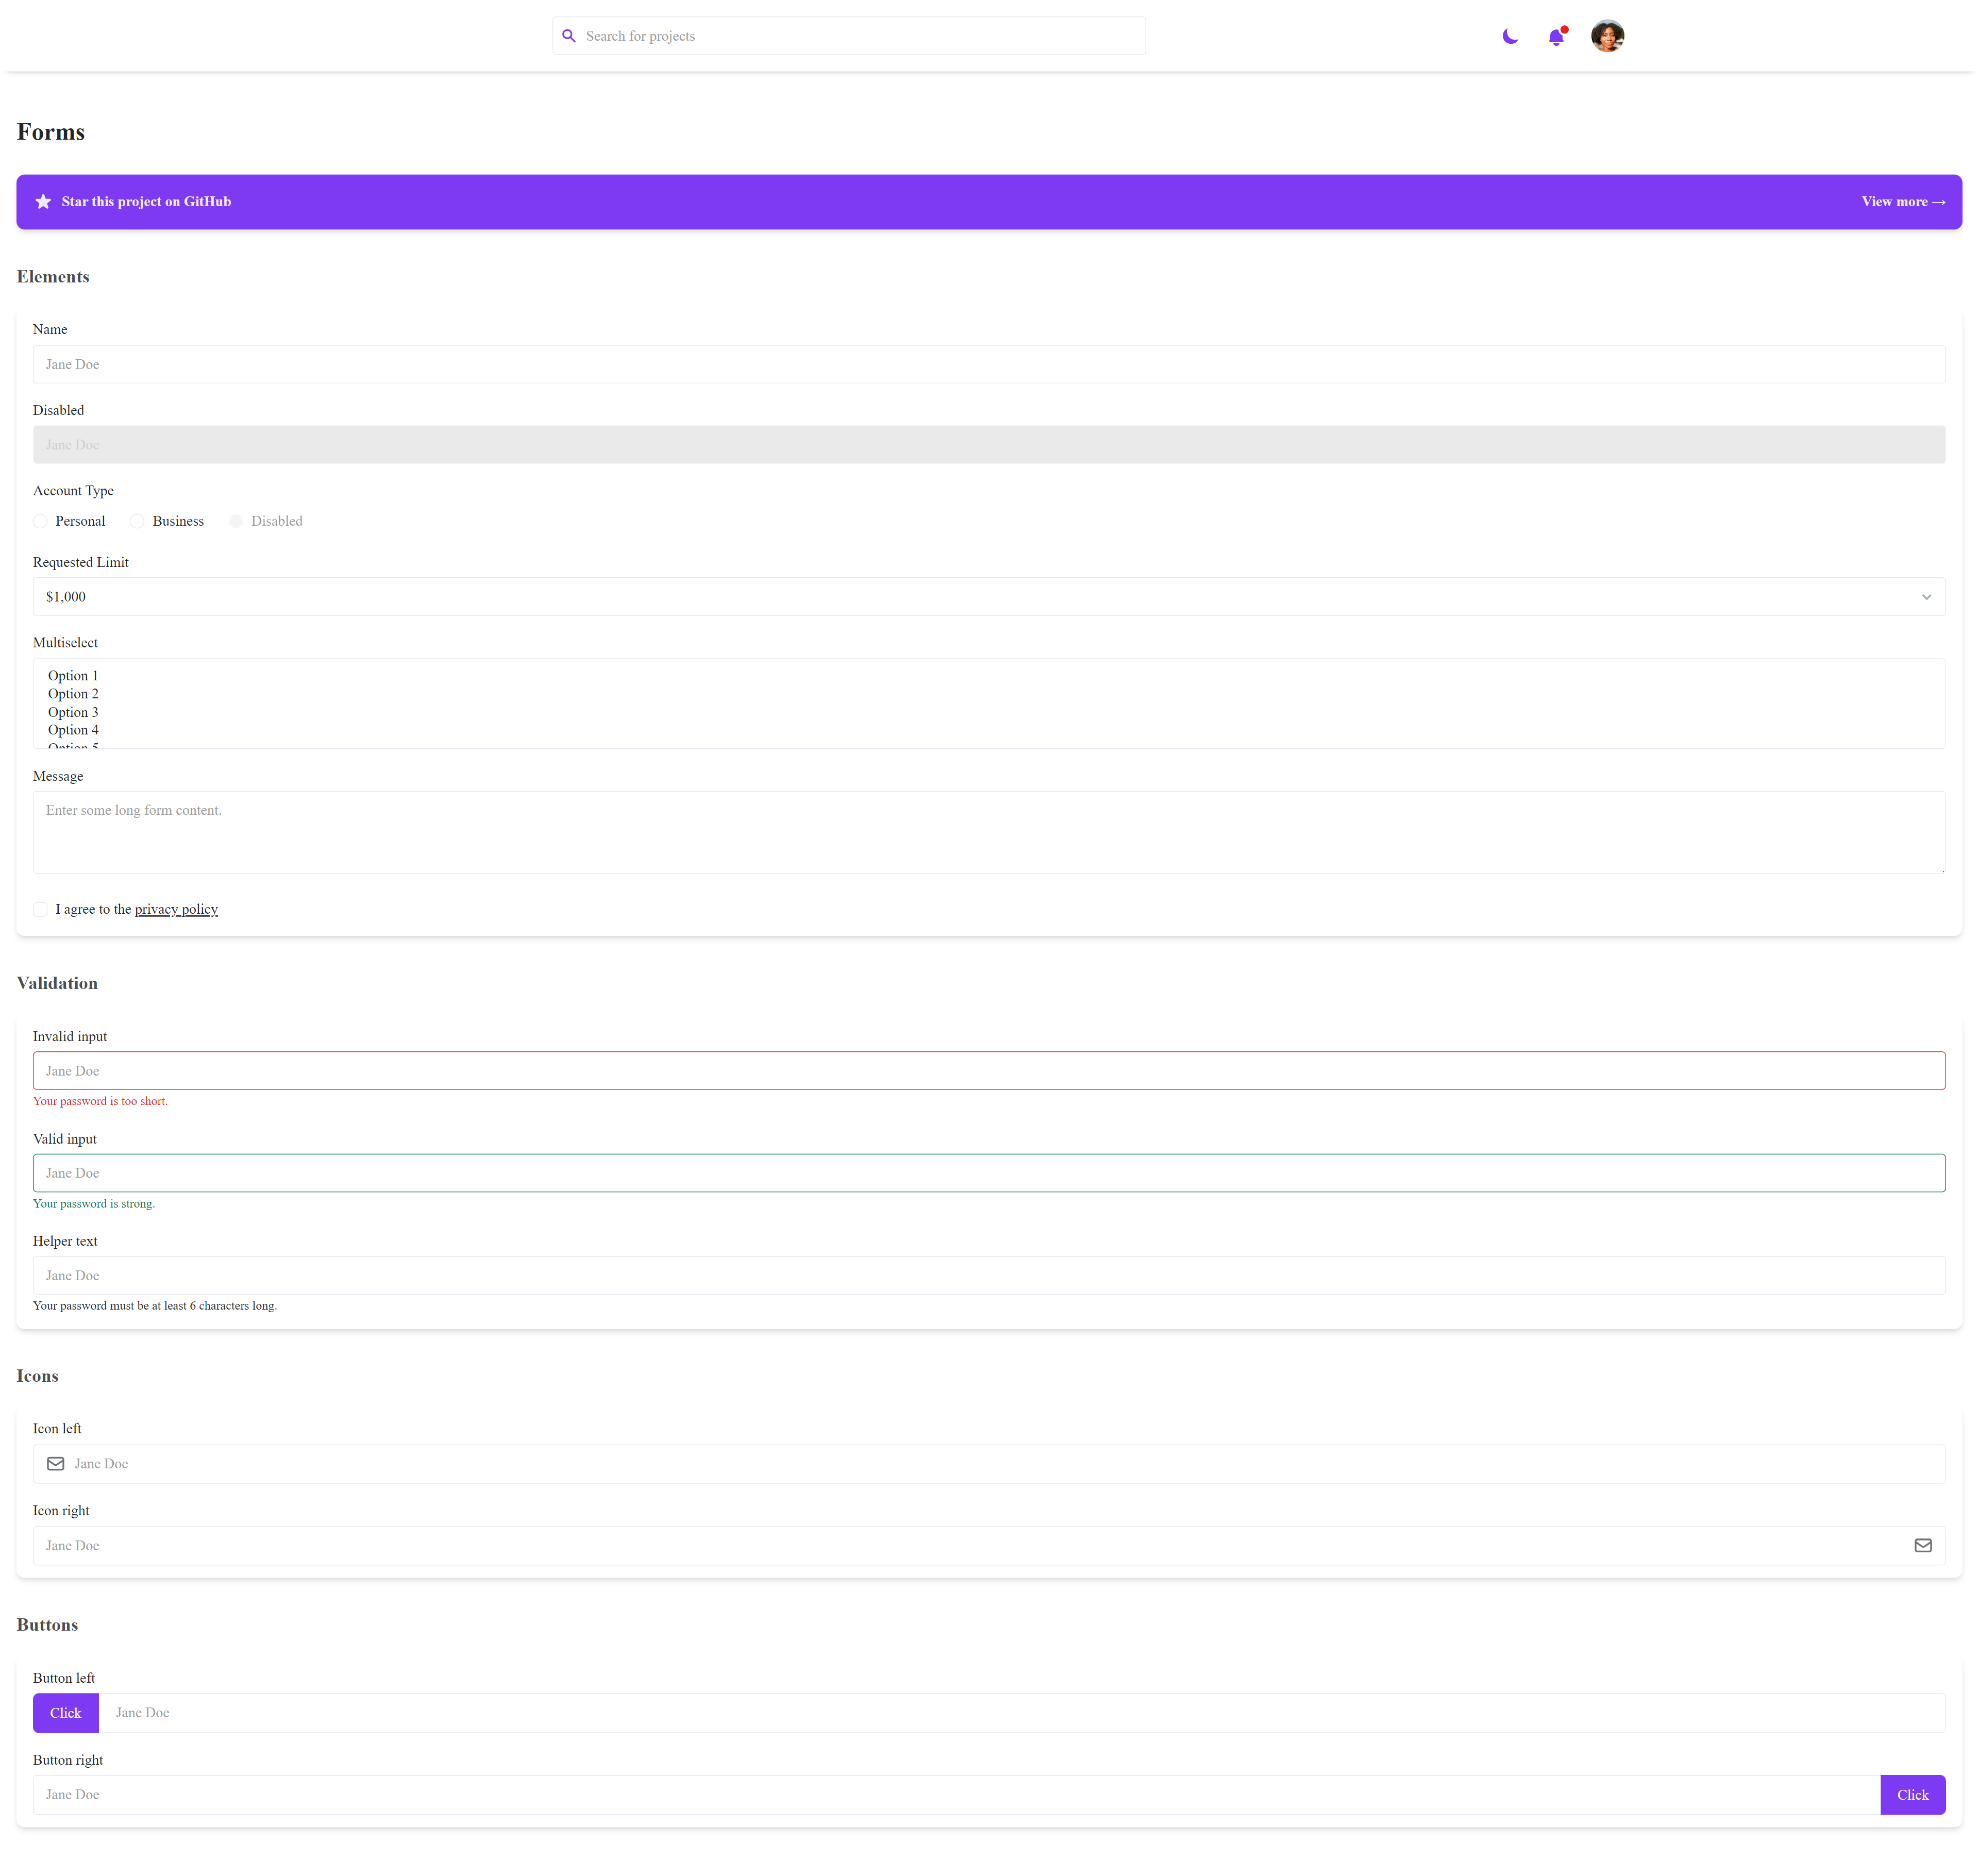 Search for projects
Forms
Star this project on GitHub
View more →
Elements
Name
Jane Doe
Disabled
Jane Doe
Account Type
Personal
Business
Disabled
Requested Limit
$1,000
Multiselect
Option 1
Option 2
Option 3
Option 4
Option 5
Message
Enter some long form content.
I agree to the privacy policy
Validation
Invalid input
Jane Doe
Your password is too short.
Valid input
Jane Doe
Your password is strong.
Helper text
Jane Doe
Your password must be at least 6 characters long.
Icons
Icon left
Jane Doe
Icon right
Jane Doe
Buttons
Button left
Click
Jane Doe
Button right
Jane Doe
Click